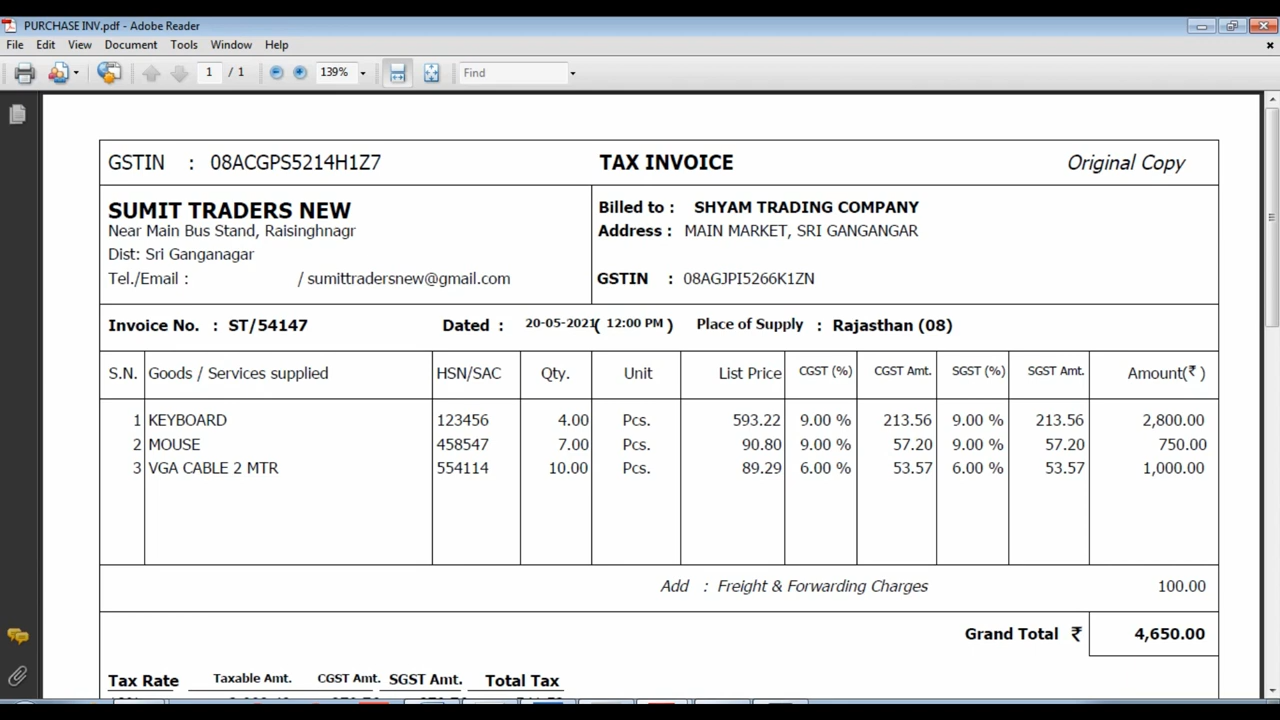 PURCHASE INV.pdf - Adobe Reader
File Edit View Document Tools Window Help
1 / 1 139% Find
GSTIN : 08ACGPS5214H1Z7 TAX INVOICE Original Copy
SUMIT TRADERS NEW
Near Main Bus Stand, Raisinghnagr
Dist: Sri Ganganagar
Tel./Email : / sumittradersnew@gmail.com
Billed to : SHYAM TRADING COMPANY
Address : MAIN MARKET, SRI GANGANGAR
GSTIN : 08AGJPI5266K1ZN
Invoice No. : ST/54147 Dated : 20-05-2021( 12:00 PM ) Place of Supply : Rajasthan (08)
S.N. Goods / Services supplied HSN/SAC Qty. Unit List Price CGST (%) CGST Amt. SGST (%) SGST Amt. Amount(₹ )
1 KEYBOARD 123456 4.00 Pcs. 593.22 9.00 % 213.56 9.00 % 213.56 2,800.00
2 MOUSE 458547 7.00 Pcs. 90.80 9.00 % 57.20 9.00 % 57.20 750.00
3 VGA CABLE 2 MTR 554114 10.00 Pcs. 89.29 6.00 % 53.57 6.00 % 53.57 1,000.00
Add : Freight & Forwarding Charges 100.00
Grand Total ₹ 4,650.00
Tax Rate Taxable Amt. CGST Amt. SGST Amt. Total Tax